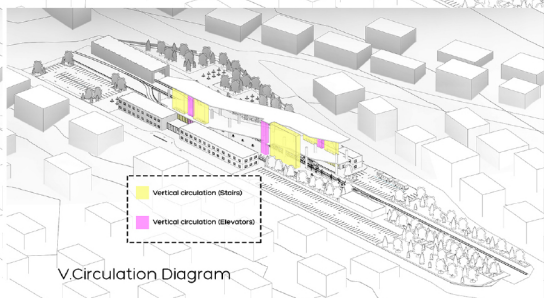 Vertical circulation (Stairs)
Vertical circulation (Elevators)
V.Circulation Diagram